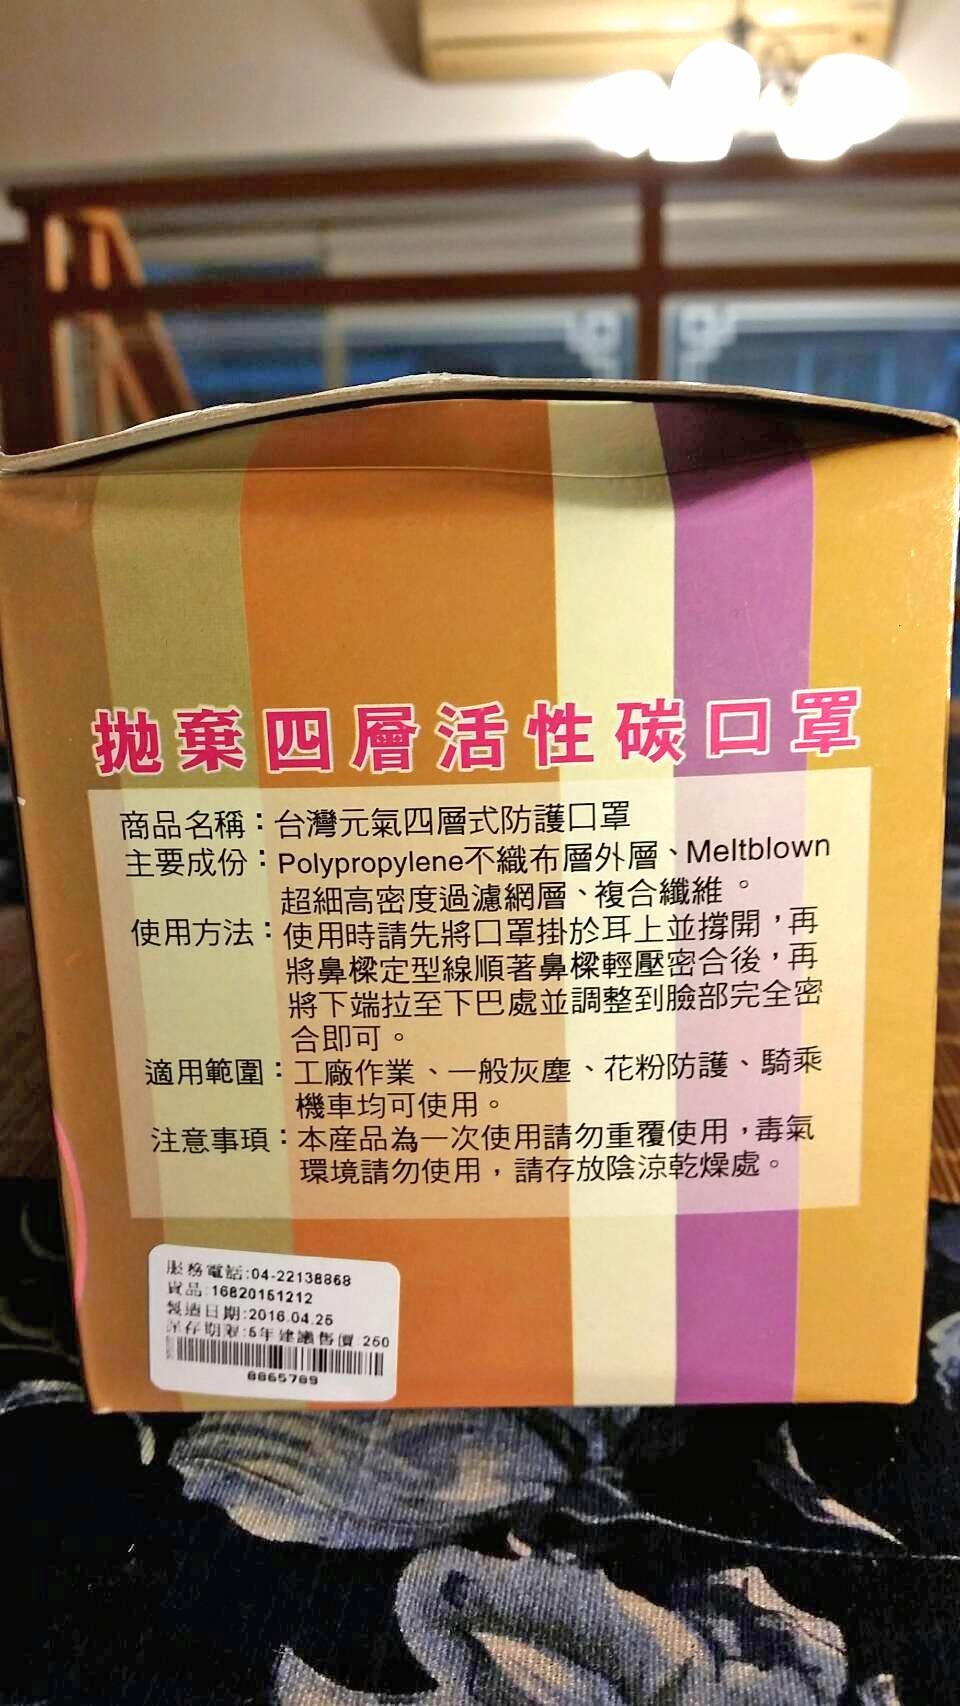 拋棄四層活性碳口罩
商品名稱：台灣元氣四層式防護口罩
主要成份：Polypropylene不織布層外層、Meltblown
超細高密度過濾網層、複合纖維。
使用方法：使用時請先將口罩掛於耳上並撐開，再
將鼻樑定型線順著鼻樑輕壓密合後，再
將下端拉至下巴處並調整到臉部完全密
合即可。
適用範圍：工廠作業、一般灰塵、花粉防護、騎乘
機車均可使用。
注意事項：本產品為一次使用請勿重覆使用，毒氣
環境請勿使用，請存放陰涼乾燥處。
服務電話:04-22138868
貨品:16820151212
製造日期:2016.04.25
保存期限:5年 建議售價 250
8865789